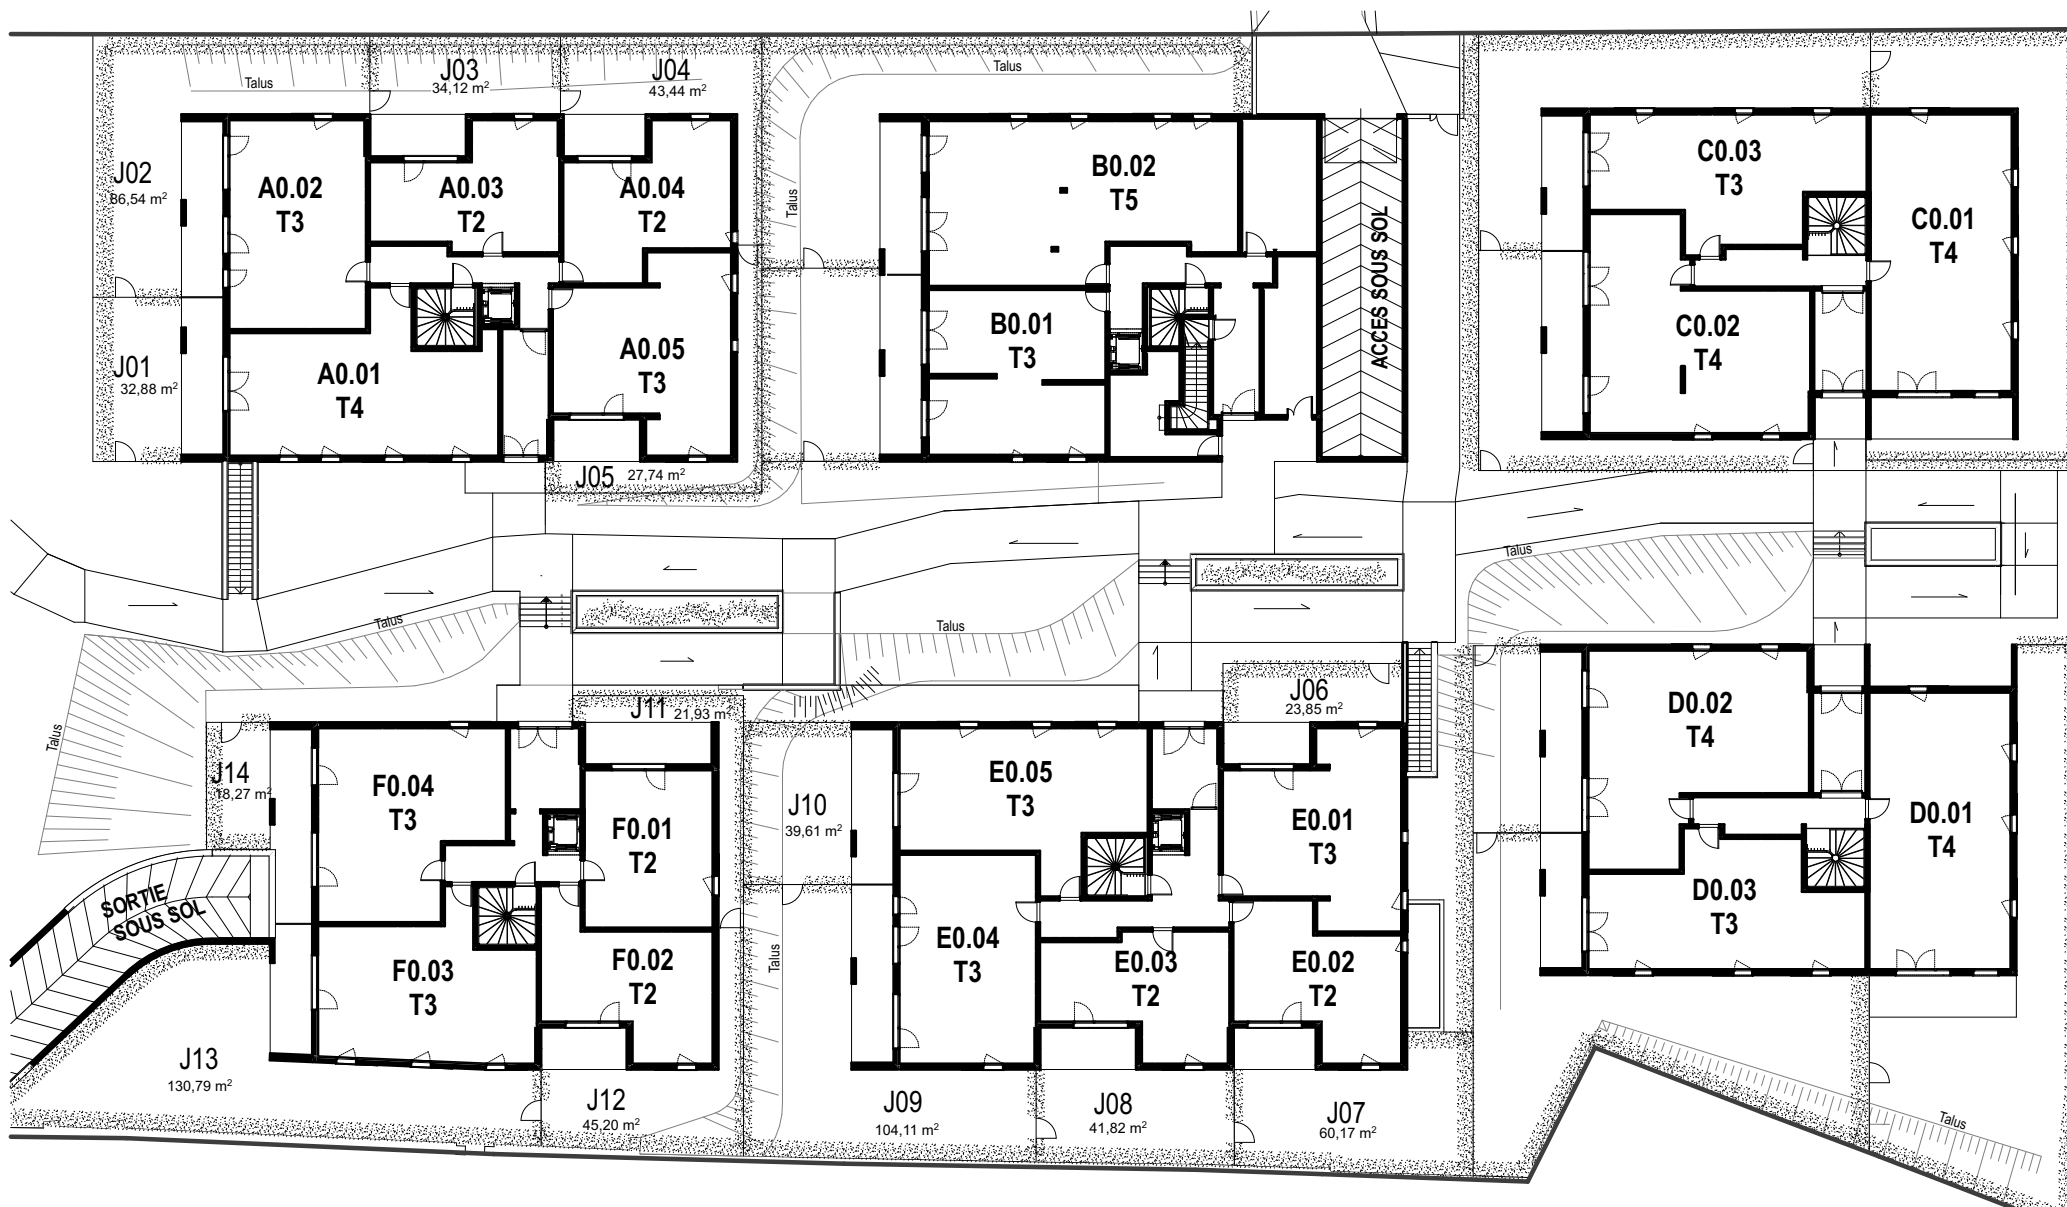 Talus
J03
34,12 m²
J04
43,44 m²
Talus
J02
86,54 m²
A0.02
T3
A0.03
T2
A0.04
T2
Talus
B0.02
T5
ACCES SOUS SOL
C0.03
T3
C0.01
T4
J01
32,88 m²
A0.01
T4
A0.05
T3
B0.01
T3
C0.02
T4
J05 27,74 m²
Talus
Talus
Talus
Talus
J11 21,93 m²
J06
23,85 m²
J14
18,27 m²
F0.04
T3
F0.01
T2
J10
39,61 m²
E0.05
T3
E0.01
T3
D0.02
T4
D0.01
T4
SORTIE
SOUS SOL
F0.03
T3
F0.02
T2
Talus
E0.04
T3
E0.03
T2
E0.02
T2
D0.03
T3
J13
130,79 m²
J12
45,20 m²
J09
104,11 m²
J08
41,82 m²
J07
60,17 m²
Talus